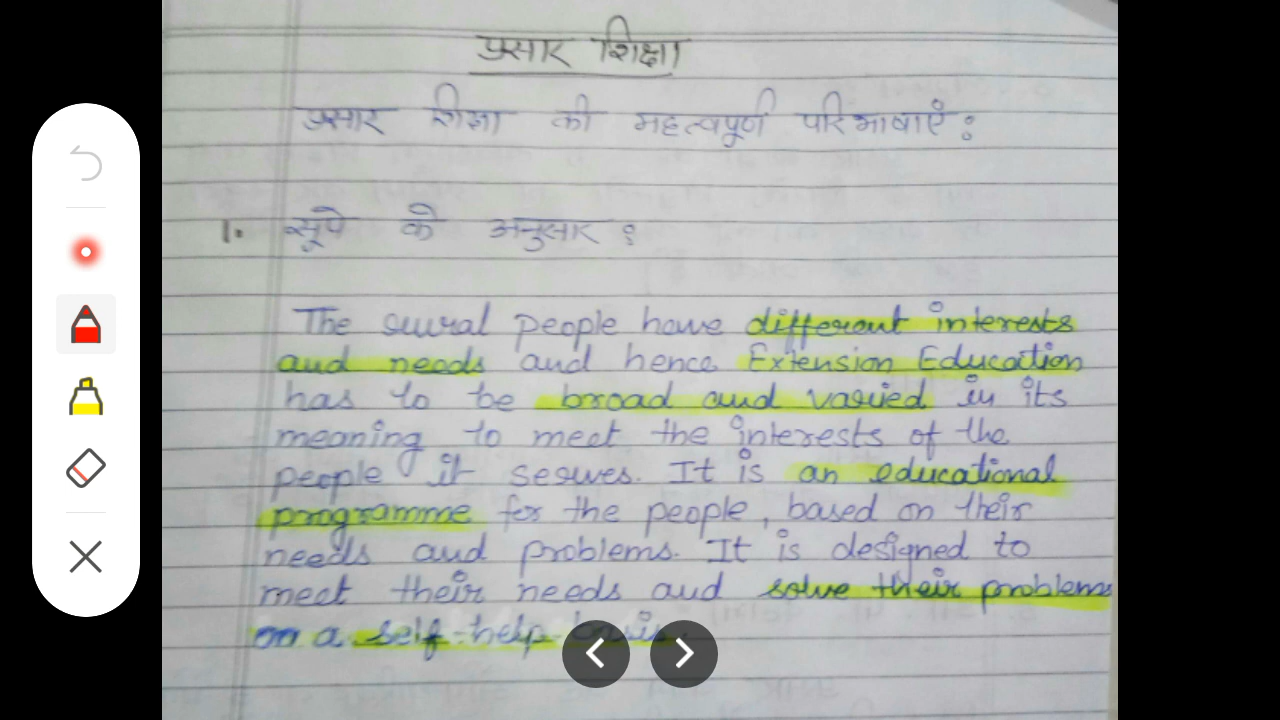 प्रसार शिक्षा
प्रसार शिक्षा की महत्वपूर्ण परिभाषाएं :
1. सूपे के अनुसार :
The rural people have different interests
and needs and hence Extension Education
has to be broad and varied in its
meaning to meet the interests of the
people it serves. It is an educational
programme for the people, based on their
needs and problems. It is designed to
meet their needs and solve their problems
on a self-help basis.